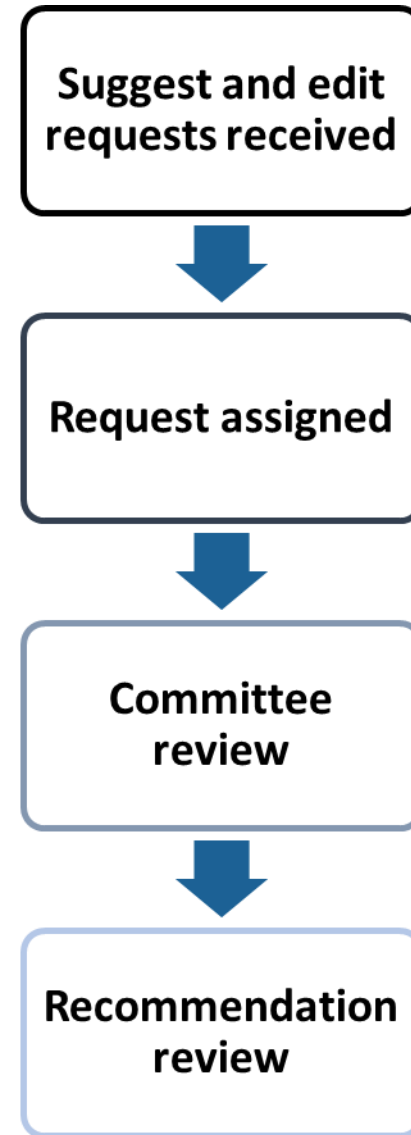 Suggest and edit
requests received
Request assigned
Committee
review
Recommendation
review